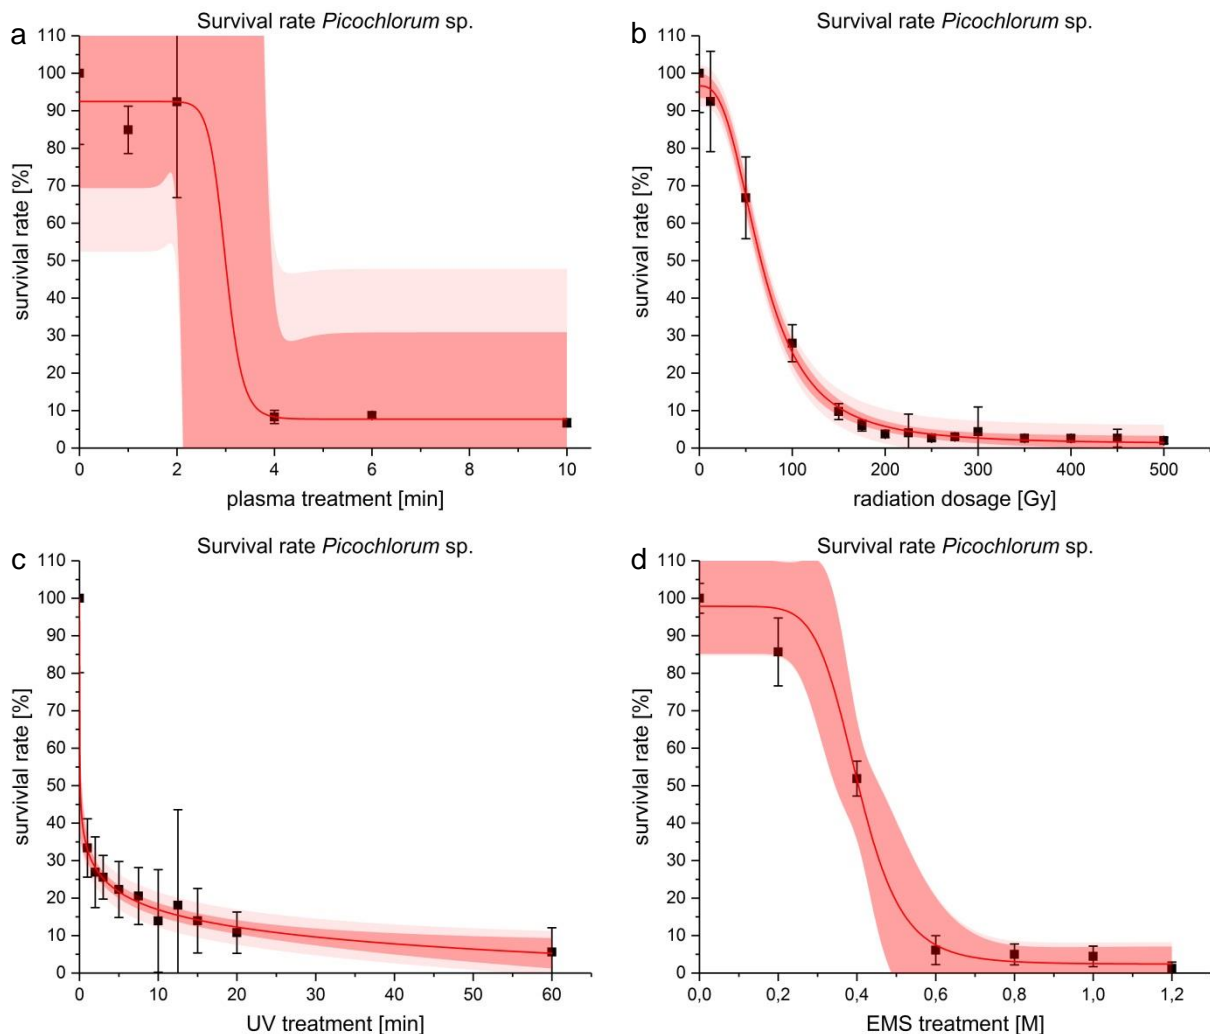 a
Survival rate Picochlorum sp.
survivlal rate [%]
110
100
90
80
70
60
50
40
30
20
10
0
0 2 4 6 8 10
plasma treatment [min]
b
Survival rate Picochlorum sp.
survivlal rate [%]
110
100
90
80
70
60
50
40
30
20
10
0
0 100 200 300 400 500
radiation dosage [Gy]
c
Survival rate Picochlorum sp.
survivlal rate [%]
110
100
90
80
70
60
50
40
30
20
10
0
0 10 20 30 40 50 60
UV treatment [min]
d
Survival rate Picochlorum sp.
survivlal rate [%]
110
100
90
80
70
60
50
40
30
20
10
0
0,0 0,2 0,4 0,6 0,8 1,0 1,2
EMS treatment [M]